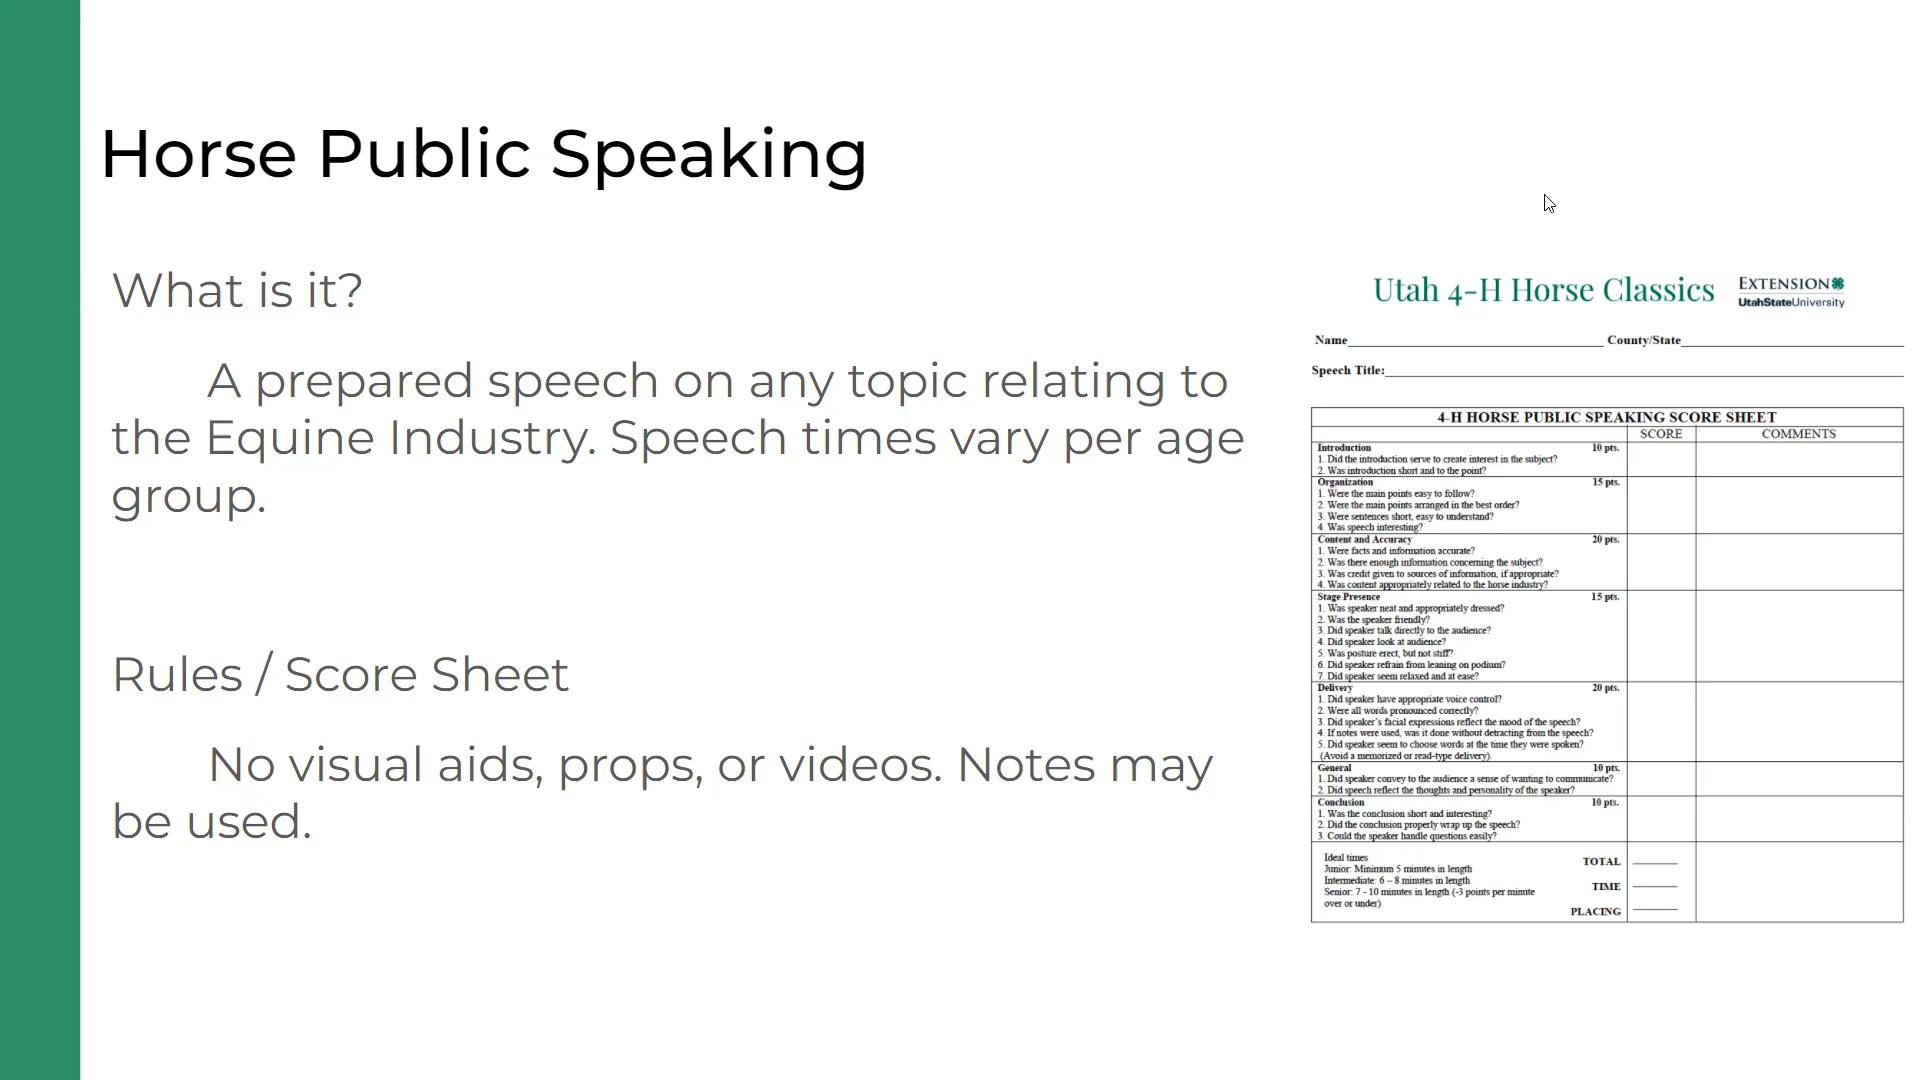 Horse Public Speaking
What is it?
A prepared speech on any topic relating to
the Equine Industry. Speech times vary per age
group.
Rules / Score Sheet
No visual aids, props, or videos. Notes may
be used.
Utah 4-H Horse Classics
EXTENSION
UtahStateUniversity
Name County/State
Speech Title:
4-H HORSE PUBLIC SPEAKING SCORE SHEET
SCORE COMMENTS
Introduction 10 pts.
1. Did the introduction serve to create interest in the subject?
2. Was introduction short and to the point?
Organization 15 pts.
1. Were the main points easy to follow?
2. Were the main points arranged in the best order?
3. Were sentences short, easy to understand?
4. Was speech interesting?
Content and Accuracy 20 pts.
1. Were facts and information accurate?
2. Was there enough information concerning the subject?
3. Was credit given to sources of information, if appropriate?
4. Was content appropriately related to the horse industry?
Stage Presence 15 pts.
1. Was speaker neat and appropriately dressed?
2. Was the speaker friendly?
3. Did speaker talk directly to the audience?
4. Did speaker look at audience?
5. Was posture erect, but not stiff?
6. Did speaker refrain from leaning on podium?
7. Did speaker seem relaxed and at ease?
Delivery 20 pts.
1. Did speaker have appropriate voice control?
2. Were all words pronounced correctly?
3. Did speaker's facial expressions reflect the mood of the speech?
4. If notes were used, was it done without detracting from the speech?
5. Did speaker seem to choose words at the time they were spoken?
(Avoid a memorized or read-type delivery).
General 10 pts.
1. Did speaker convey to the audience a sense of wanting to communicate?
2. Did speech reflect the thoughts and personality of the speaker?
Conclusion 10 pts.
1. Was the conclusion short and interesting?
2. Did the conclusion properly wrap up the speech?
3. Could the speaker handle questions easily?
Ideal times
Junior: Minimum 5 minutes in length
Intermediate: 6 – 8 minutes in length
Senior: 7 - 10 minutes in length (-3 points per minute
over or under)
TOTAL
TIME
PLACING